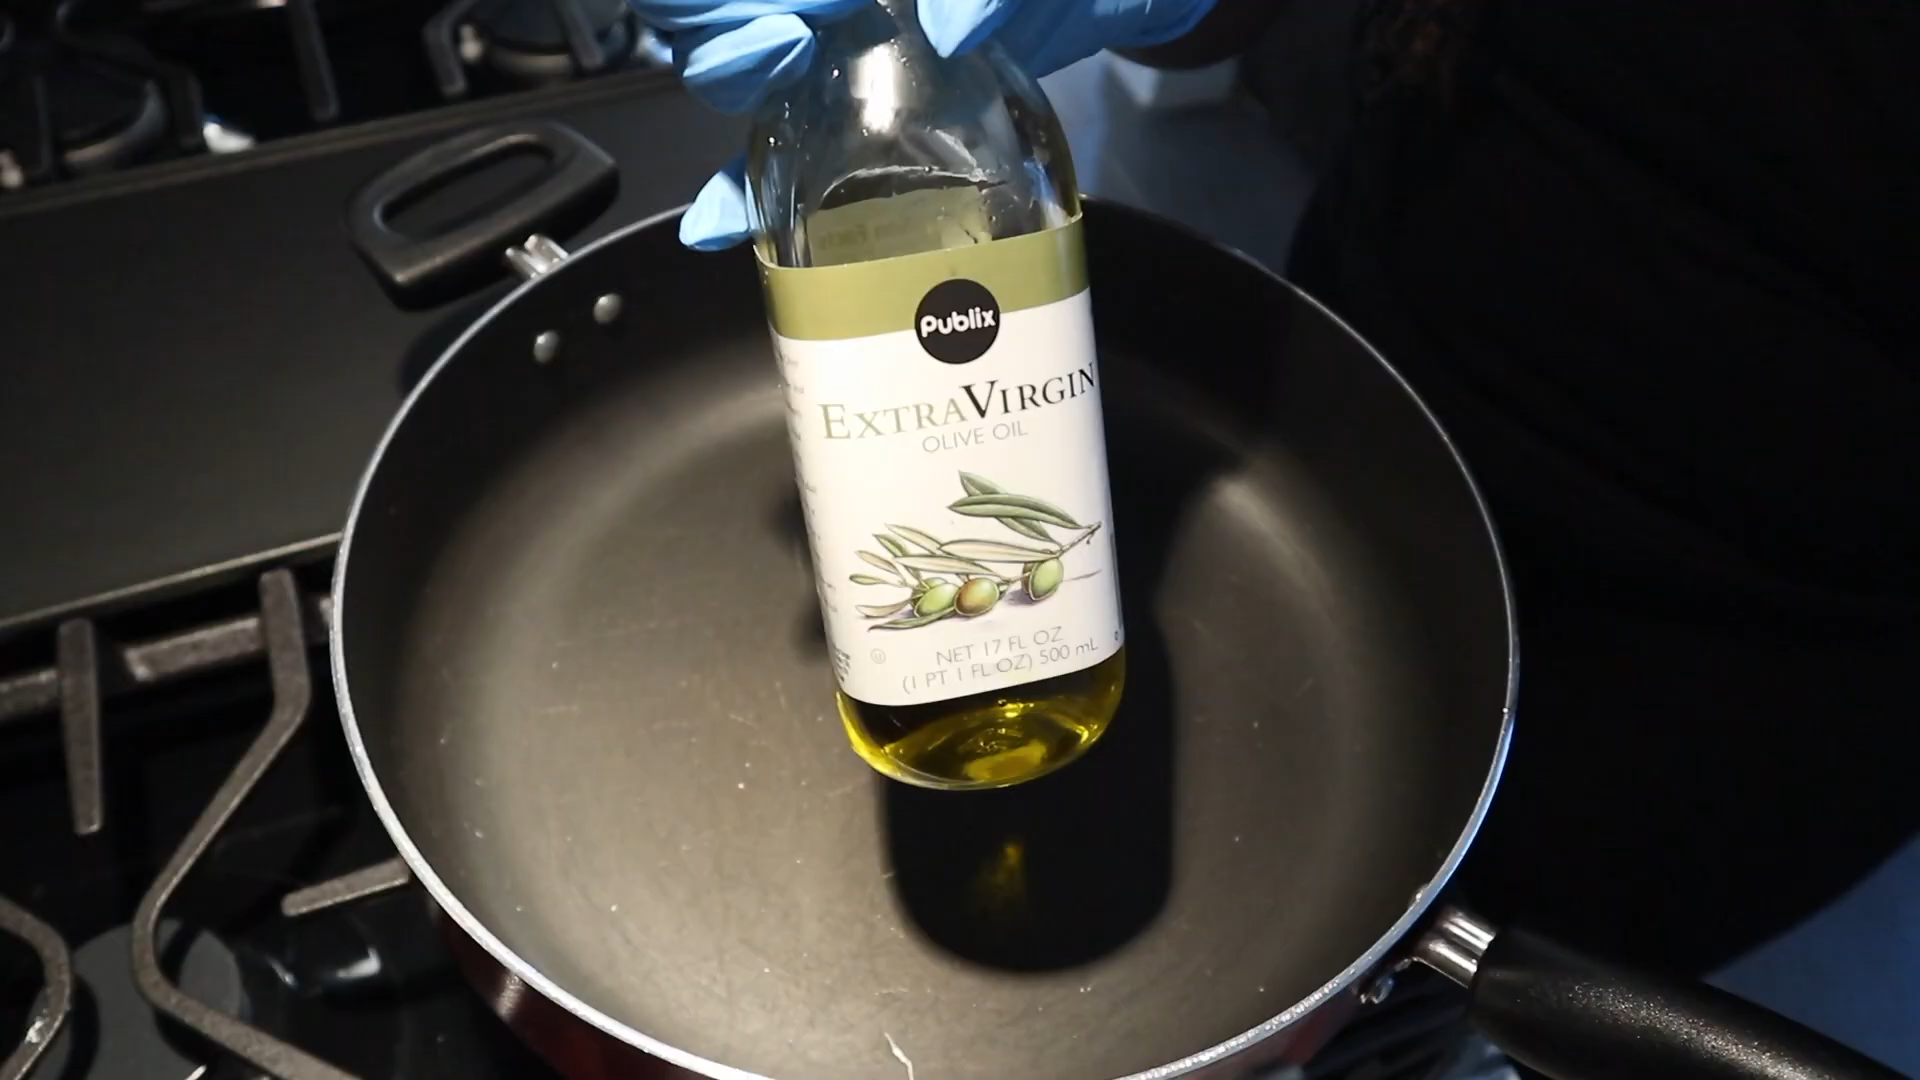 Publix
EXTRAVIRGIN
OLIVE OIL
NET 17 FL OZ
(1 PT 1 FL OZ) 500 mL